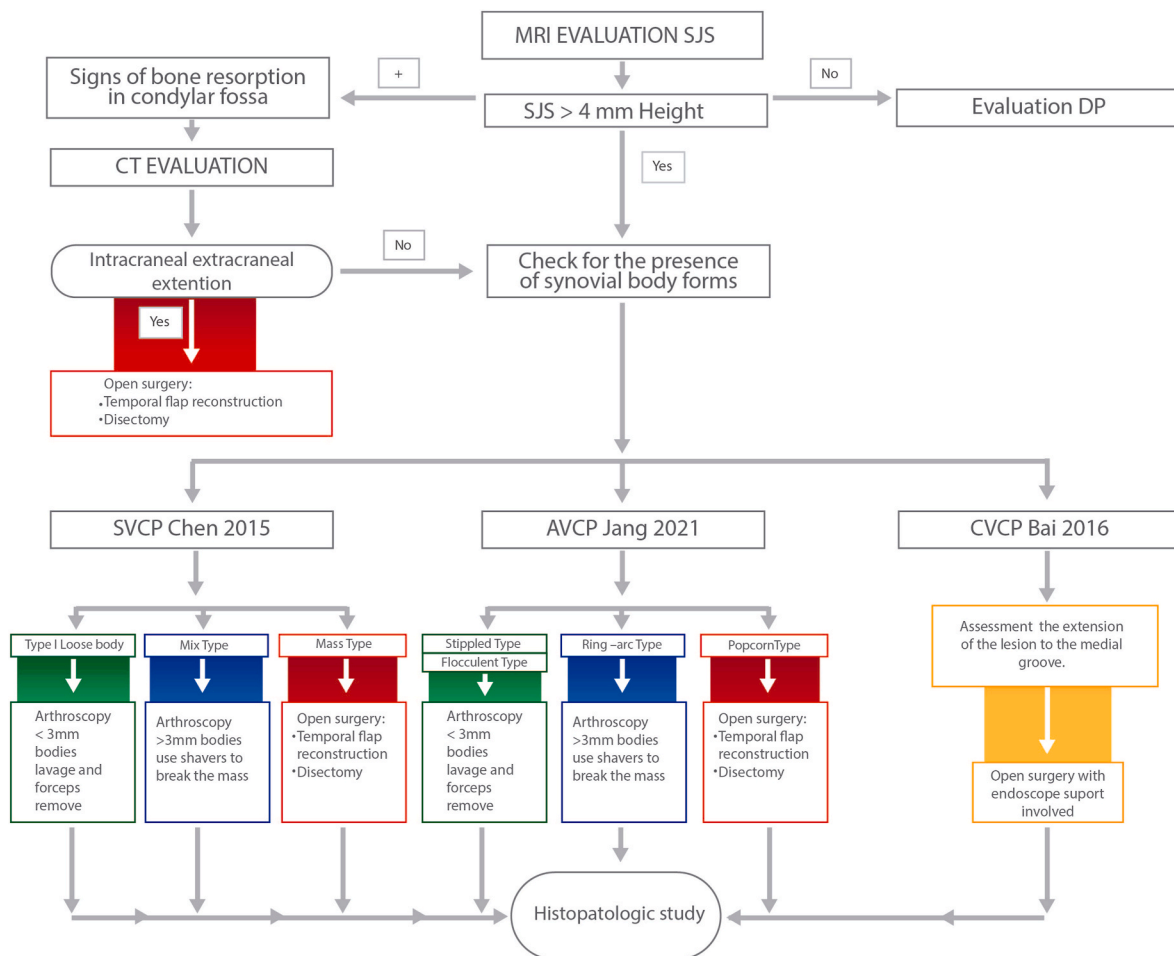 MRI EVALUATION SJS
Signs of bone resorption
in condylar fossa
+
No
SJS > 4 mm Height
Evaluation DP
CT EVALUATION
Yes
Intracraneal extracraneal
extention
No
Check for the presence
of synovial body forms
Yes
Open surgery:
•Temporal flap reconstruction
•Disectomy
SVCP Chen 2015
AVCP Jang 2021
CVCP Bai 2016
Type I Loose body
Mix Type
Mass Type
Stippled Type
Flocculent Type
Ring –arc Type
PopcornType
Assessment the extension
of the lesion to the medial
groove.
Arthroscopy
< 3mm
bodies
lavage and
forceps
remove
Arthroscopy
>3mm bodies
use shavers to
break the mass
Open surgery:
•Temporal flap
reconstruction
•Disectomy
Arthroscopy
< 3mm
bodies
lavage and
forceps
remove
Arthroscopy
>3mm bodies
use shavers to
break the mass
Open surgery:
•Temporal flap
reconstruction
•Disectomy
Open surgery with
endoscope suport
involved
Histopatologic study